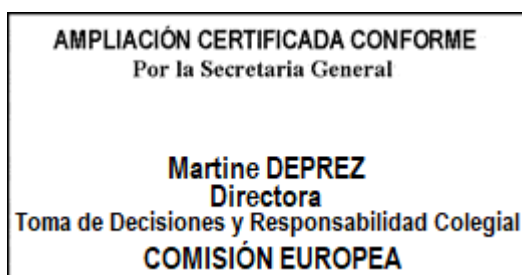 AMPLIACIÓN CERTIFICADA CONFORME
Por la Secretaria General
Martine DEPREZ
Directora
Toma de Decisiones y Responsabilidad Colegial
COMISIÓN EUROPEA